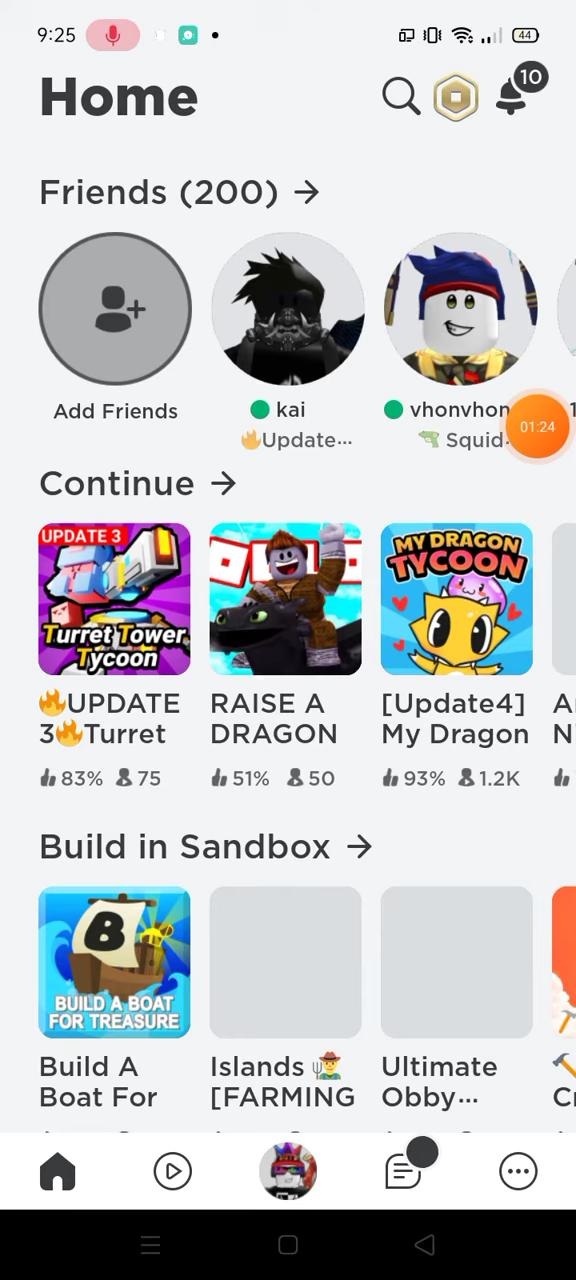 9:25
44
Home
10
Friends (200) →
Add Friends
kai
vhonvhon
🔥Update...
🔫 Squid
01:24
Continue →
UPDATE 3
Turret Tower
Tycoon
MY DRAGON
TYCOON
🔥UPDATE
3🔥Turret
RAISE A
DRAGON
[Update4]
My Dragon
83% 75
51% 50
93% 1.2K
Build in Sandbox →
B
BUILD A BOAT
FOR TREASURE
Build A
Boat For
Islands 👨‍🌾
[FARMING
Ultimate
Obby...